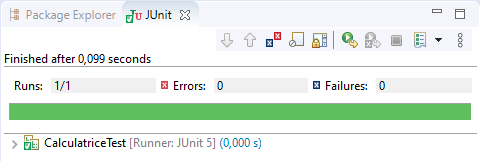 Package Explorer JUnit
Finished after 0,099 seconds
Runs: 1/1 Errors: 0 Failures: 0
CalculatriceTest [Runner: JUnit 5] (0,000 s)